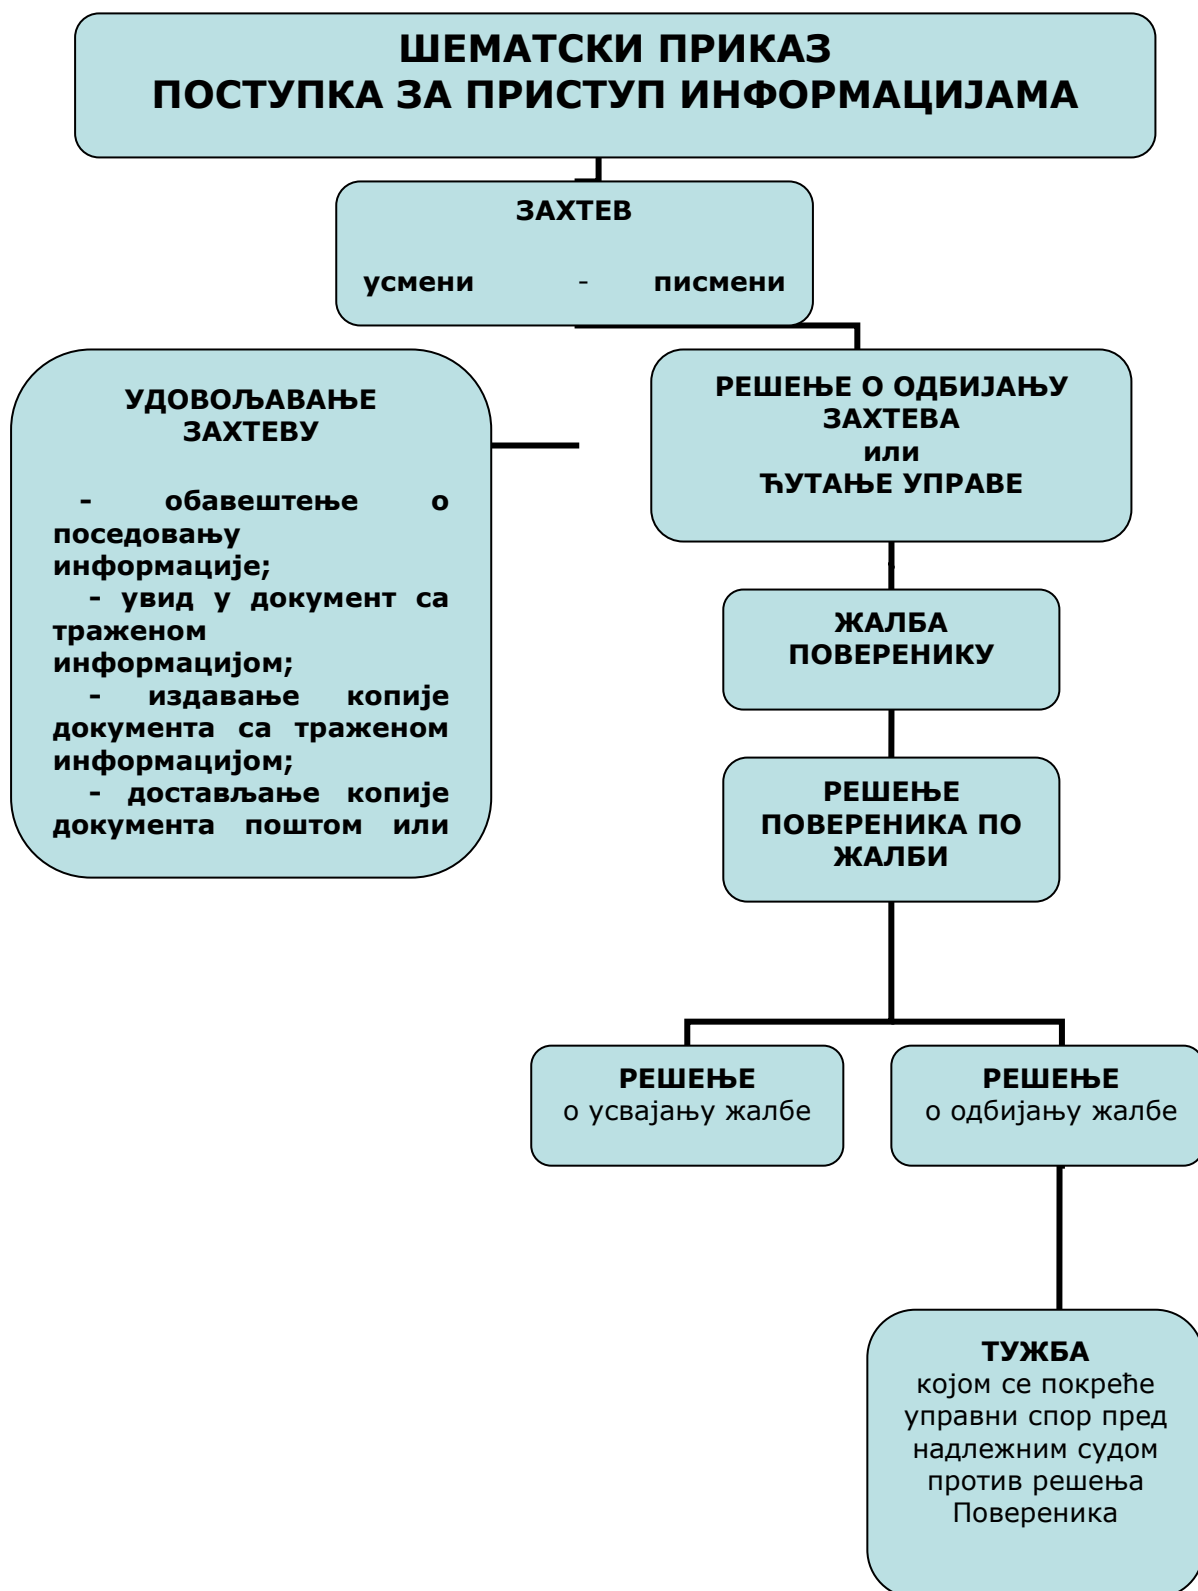 ШЕМАТСКИ ПРИКАЗ
ПОСТУПКА ЗА ПРИСТУП ИНФОРМАЦИЈАМА
ЗАХТЕВ
усмени - писмени
УДОВОЉАВАЊЕ
ЗАХТЕВУ
- обавештење о
поседовању
информације;
- увид у документ са
траженом
информацијом;
- издавање копије
документа са траженом
информацијом;
- достављање копије
документа поштом или
РЕШЕЊЕ О ОДБИЈАЊУ
ЗАХТЕВА
или
ЋУТАЊЕ УПРАВЕ
ЖАЛБА
ПОВЕРЕНИКУ
РЕШЕЊЕ
ПОВЕРЕНИКА ПО
ЖАЛБИ
РЕШЕЊЕ
о усвајању жалбе
РЕШЕЊЕ
о одбијању жалбе
ТУЖБА
којом се покреће
управни спор пред
надлежним судом
против решења
Повереника